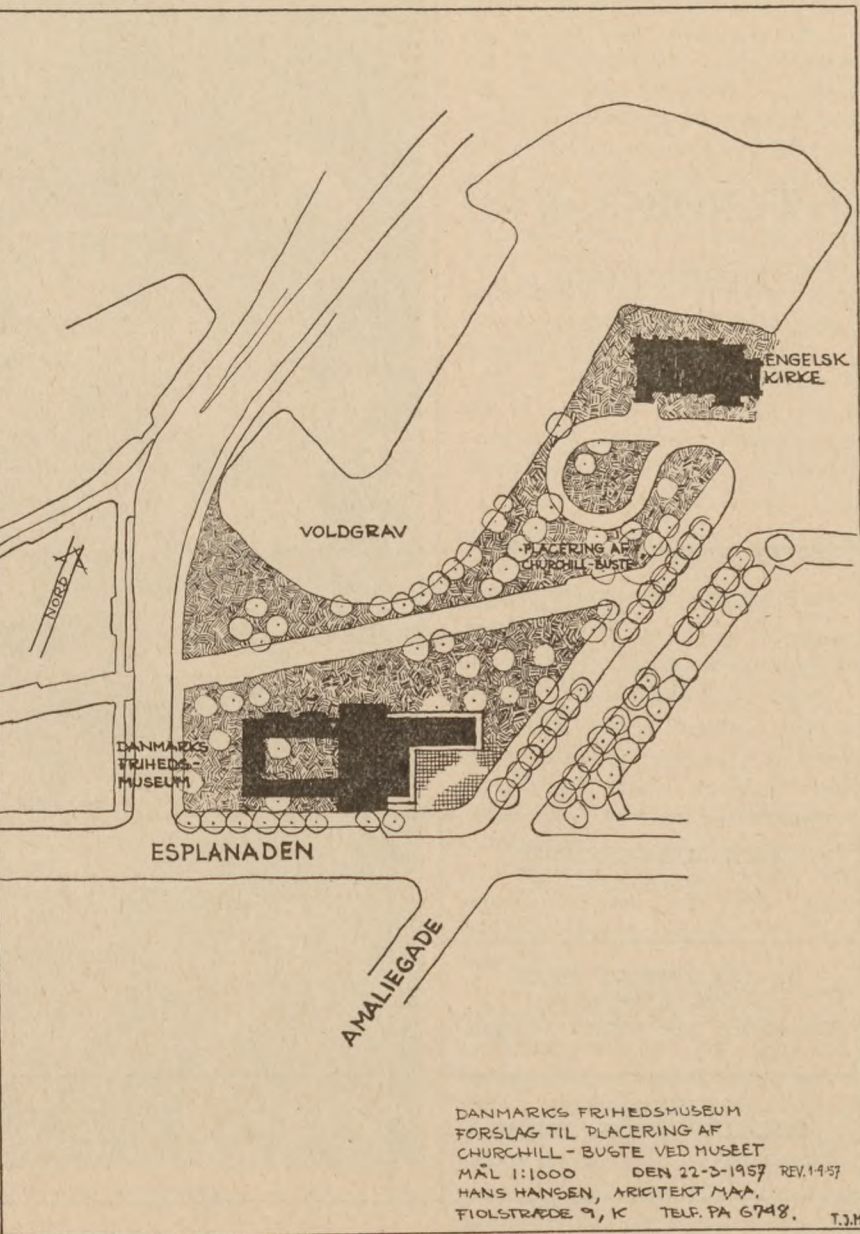 ENGELSK
KIRKE
VOLDGRAV
PLACERING AF
CHURCHILL-BUSTE
NORD
DANMARKS
FRIHEDS-
MUSEUM
ESPLANADEN
AMALIEGADE
DANMARKS FRIHEDSMUSEUM
FORSLAG TIL PLACERING AF
CHURCHILL - BUSTE VED MUSEET
MÅL 1:1000 DEN 22-3-1957 REV. 1-9-57
HANS HANSEN, ARKITEKT M.A.A.
FIOLSTRÆDE 9, K TELF. PA 6748.